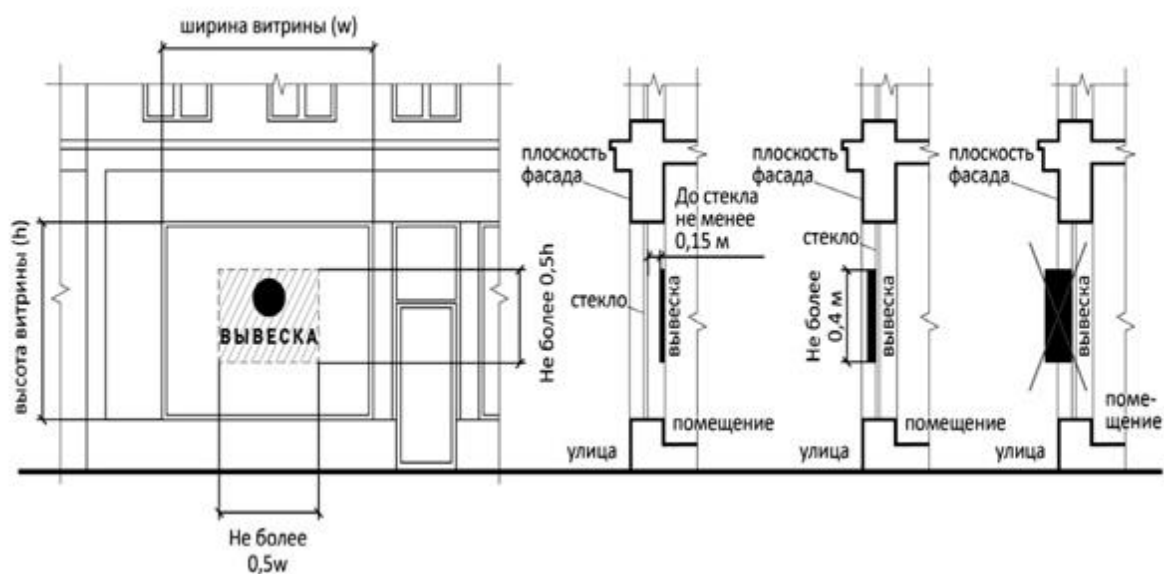 ширина витрины (w)
высота витрины (h)
ВЫВЕСКА
Не более 0,5h
Не более
0,5w
плоскость
фасада
До стекла
не менее
0,15 м
стекло
вывеска
помещение
улица
плоскость
фасада
стекло
Не более
0,4 м
вывеска
помещение
улица
плоскость
фасада
вывеска
поме-
щение
улица